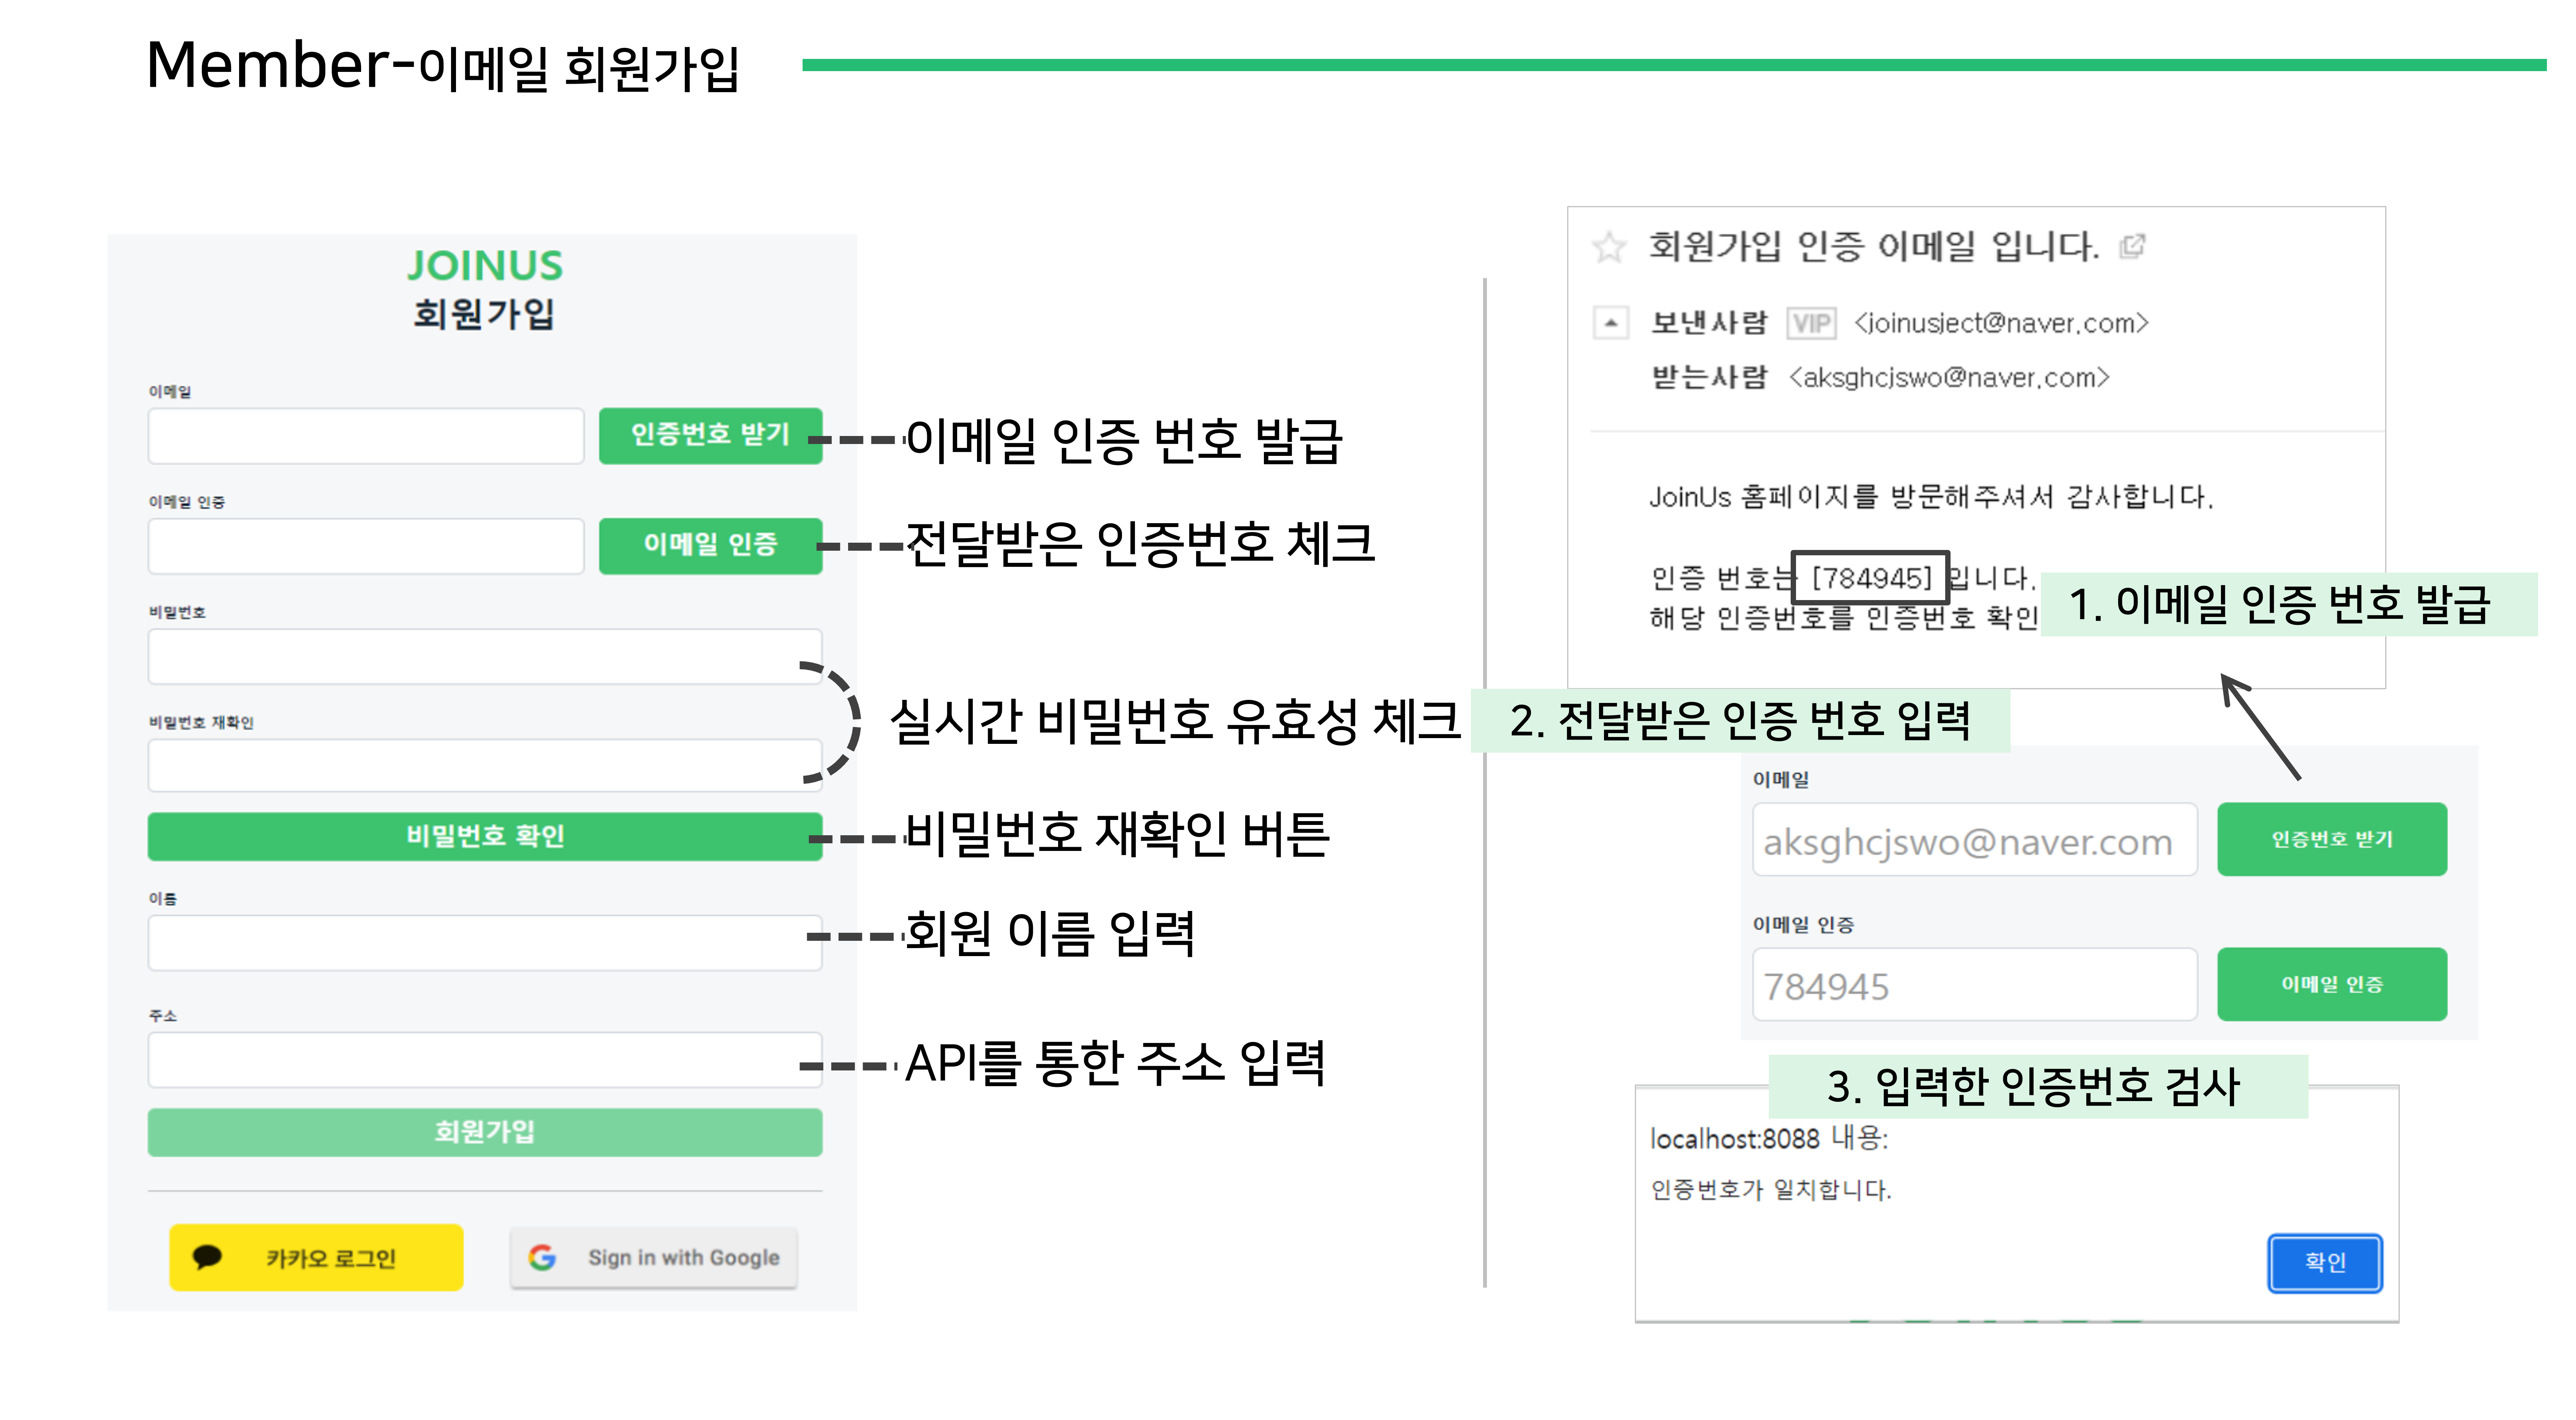 Member-이메일 회원가입
JOINUS
회원가입
이메일
인증번호 받기
이메일 인증 번호 발급
이메일 인증
이메일 인증
전달받은 인증번호 체크
비밀번호
실시간 비밀번호 유효성 체크
비밀번호 재확인
비밀번호 확인
비밀번호 재확인 버튼
이름
회원 이름 입력
주소
API를 통한 주소 입력
회원가입
카카오 로그인
Sign in with Google
회원가입 인증 이메일 입니다.
보낸사람 VIP <joinusject@naver.com>
받는사람 <aksghcjswo@naver.com>
JoinUs 홈페이지를 방문해주셔서 감사합니다.
인증 번호는 [784945] 입니다.
해당 인증번호를 인증번호 확인
1. 이메일 인증 번호 발급
2. 전달받은 인증 번호 입력
이메일
aksghcjswo@naver.com
인증번호 받기
이메일 인증
784945
이메일 인증
3. 입력한 인증번호 검사
localhost:8088 내용:
인증번호가 일치합니다.
확인